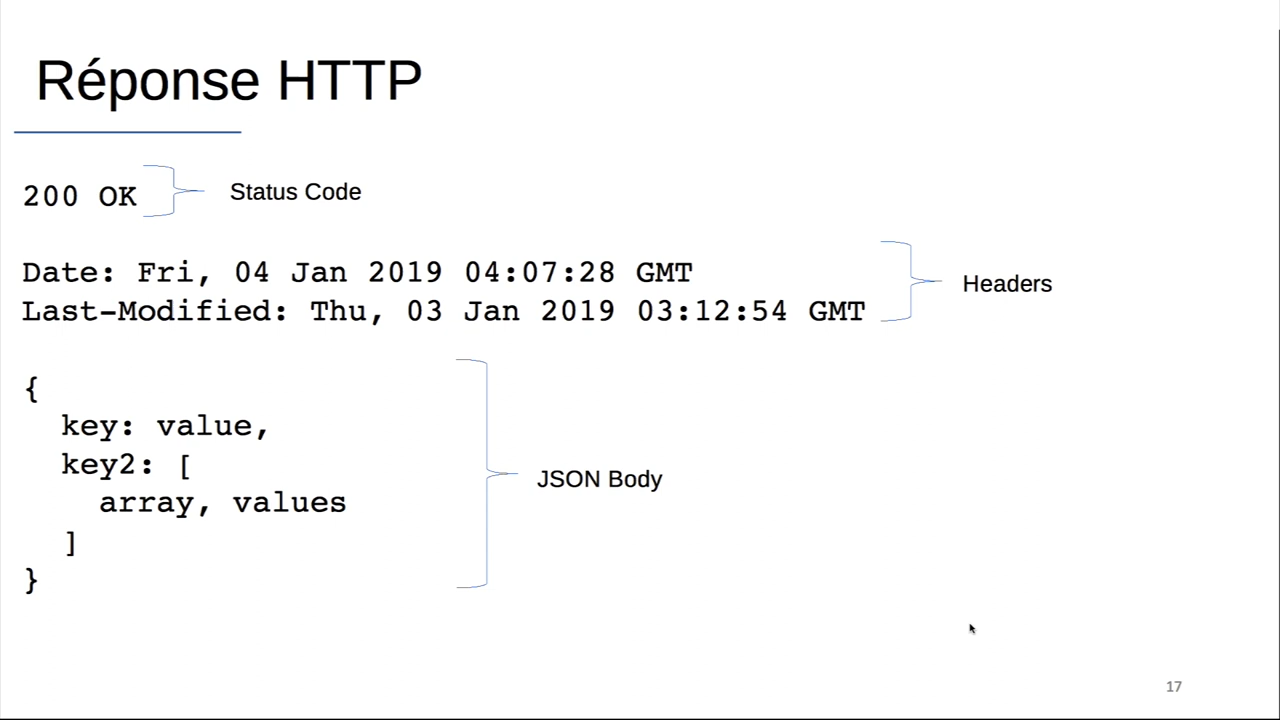 Réponse HTTP
200 OK
Status Code
Date: Fri, 04 Jan 2019 04:07:28 GMT
Last-Modified: Thu, 03 Jan 2019 03:12:54 GMT
Headers
{
key: value,
key2: [
array, values
]
}
JSON Body
17